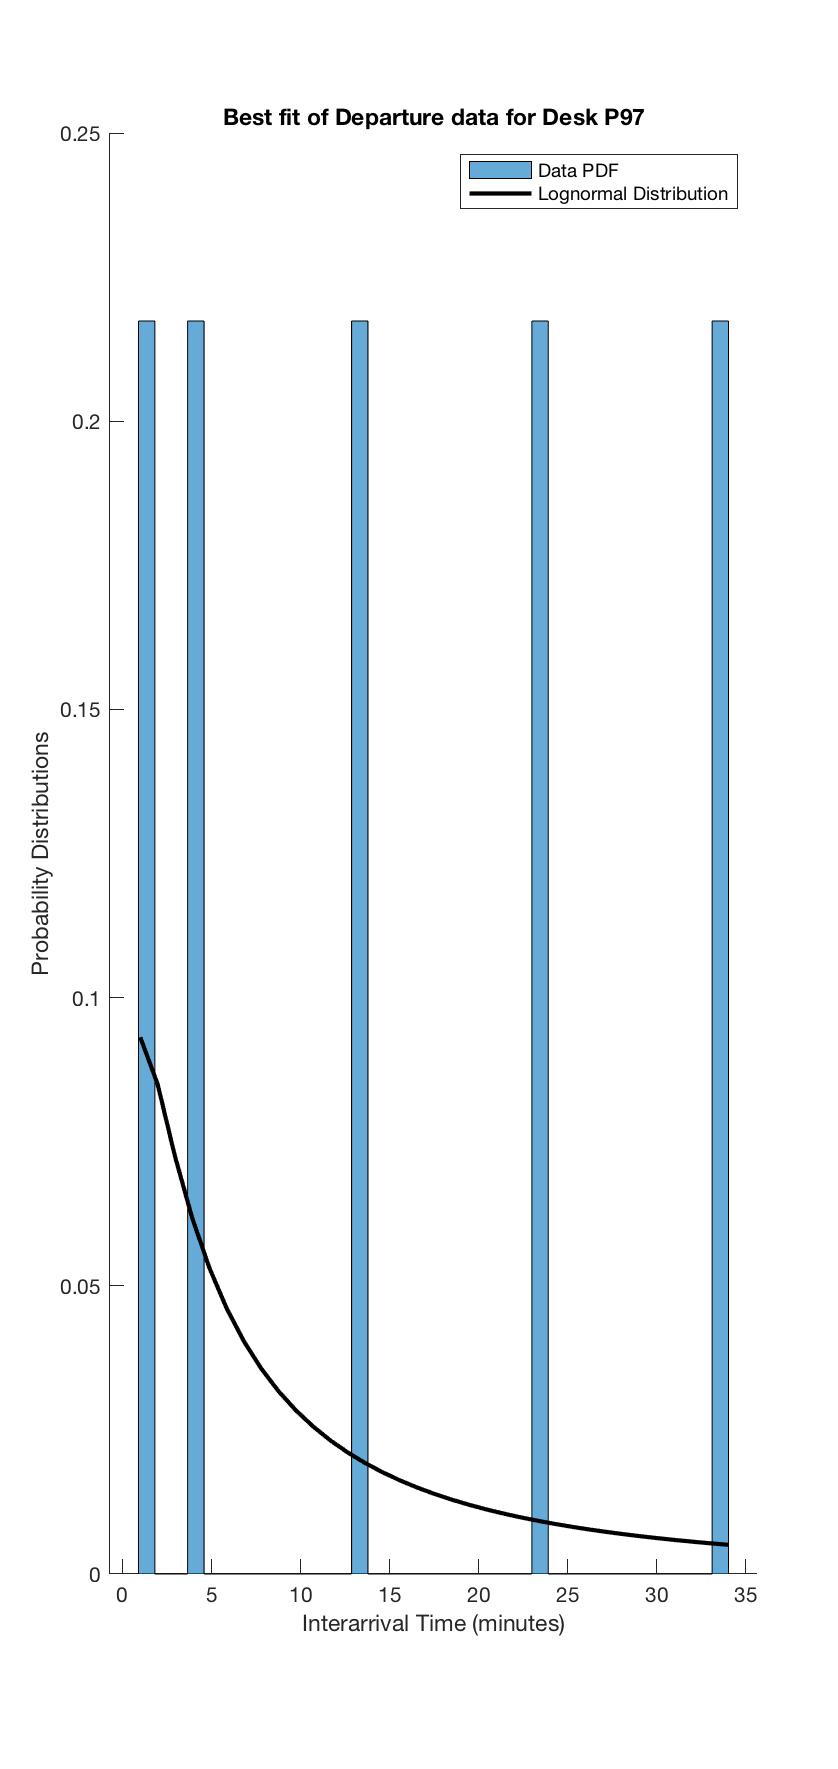 Best fit of Departure data for Desk P97
0.25
Data PDF
Lognormal Distribution
0.2
0.15
Probability Distributions
0.1
0.05
0
0 5 10 15 20 25 30 35
Interarrival Time (minutes)